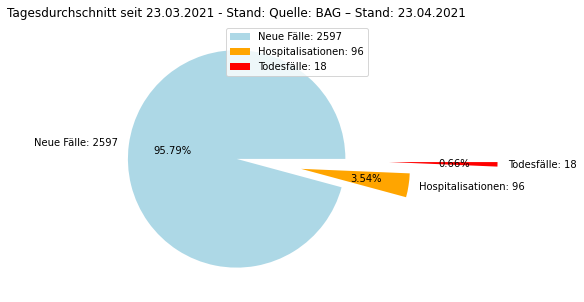 Tagesdurchschnitt seit 23.03.2021 - Stand: Quelle: BAG – Stand: 23.04.2021
Neue Fälle: 2597
Hospitalisationen: 96
Todesfälle: 18
Neue Fälle: 2597
95.79%
0.66%
Todesfälle: 18
3.54%
Hospitalisationen: 96